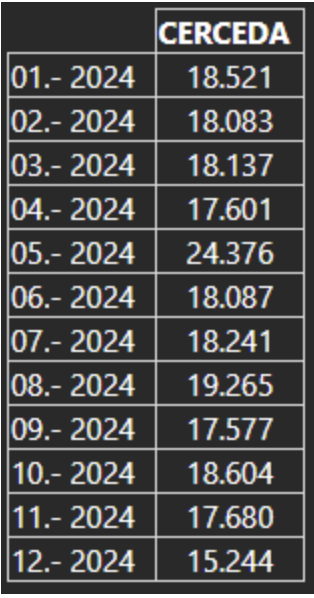 CERCEDA
01.- 2024 18.521
02.- 2024 18.083
03.- 2024 18.137
04.- 2024 17.601
05.- 2024 24.376
06.- 2024 18.087
07.- 2024 18.241
08.- 2024 19.265
09.- 2024 17.577
10.- 2024 18.604
11.- 2024 17.680
12.- 2024 15.244